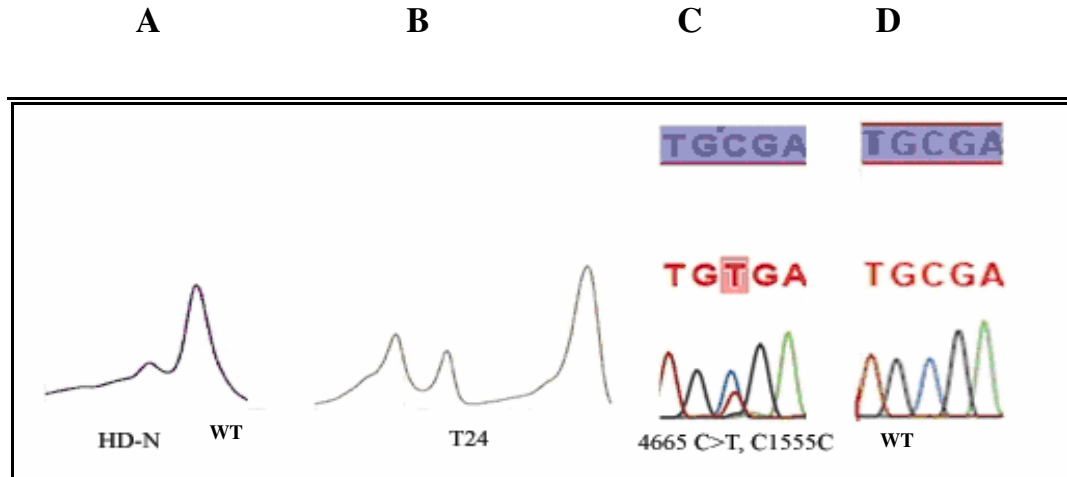 A B C D
TGCGA TGCGA
TGTGA TGCGA
HD-N WT T24 4665 C>T, C1555C WT